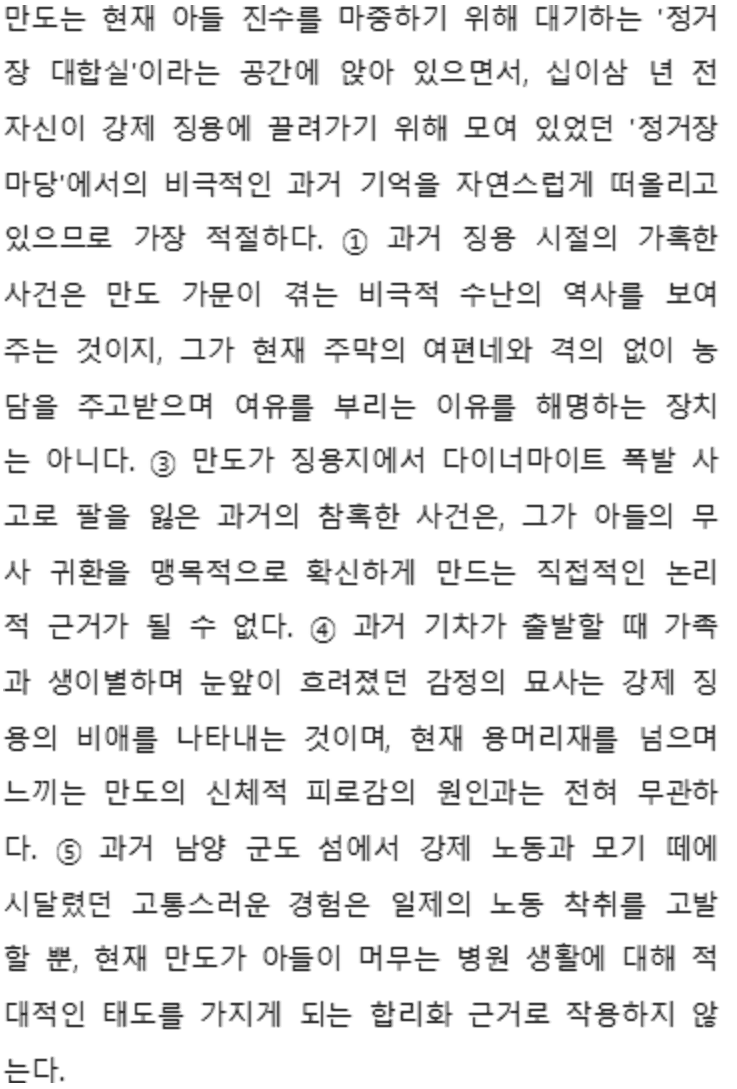 만도는 현재 아들 진수를 마중하기 위해 대기하는 '정거
장 대합실'이라는 공간에 앉아 있으면서, 십이삼 년 전
자신이 강제 징용에 끌려가기 위해 모여 있었던 '정거장
마당'에서의 비극적인 과거 기억을 자연스럽게 떠올리고
있으므로 가장 적절하다. ① 과거 징용 시절의 가혹한
사건은 만도 가문이 겪는 비극적 수난의 역사를 보여
주는 것이지, 그가 현재 주막의 여편네와 격의 없이 농
담을 주고받으며 여유를 부리는 이유를 해명하는 장치
는 아니다. ③ 만도가 징용지에서 다이너마이트 폭발 사
고로 팔을 잃은 과거의 참혹한 사건은, 그가 아들의 무
사 귀환을 맹목적으로 확신하게 만드는 직접적인 논리
적 근거가 될 수 없다. ④ 과거 기차가 출발할 때 가족
과 생이별하며 눈앞이 흐려졌던 감정의 묘사는 강제 징
용의 비애를 나타내는 것이며, 현재 용머리재를 넘으며
느끼는 만도의 신체적 피로감의 원인과는 전혀 무관하
다. ⑤ 과거 남양 군도 섬에서 강제 노동과 모기 떼에
시달렸던 고통스러운 경험은 일제의 노동 착취를 고발
할 뿐, 현재 만도가 아들이 머무는 병원 생활에 대해 적
대적인 태도를 가지게 되는 합리화 근거로 작용하지 않
는다.